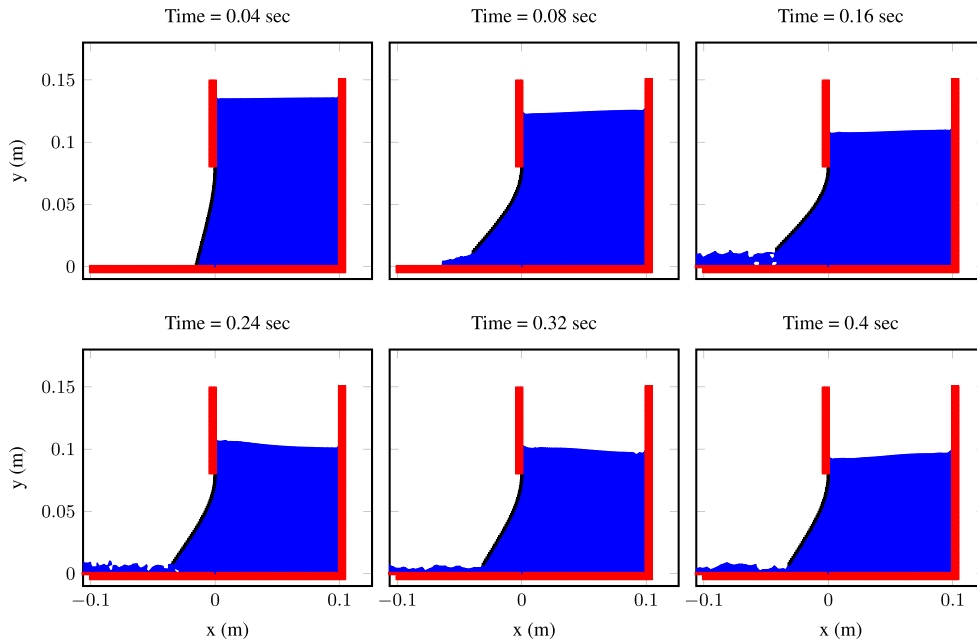 Time = 0.04 sec
Time = 0.08 sec
Time = 0.16 sec
0.15
0.1
0.05
0
y (m)
Time = 0.24 sec
Time = 0.32 sec
Time = 0.4 sec
0.15
0.1
0.05
0
y (m)
−0.1 0 0.1
−0.1 0 0.1
−0.1 0 0.1
x (m)
x (m)
x (m)